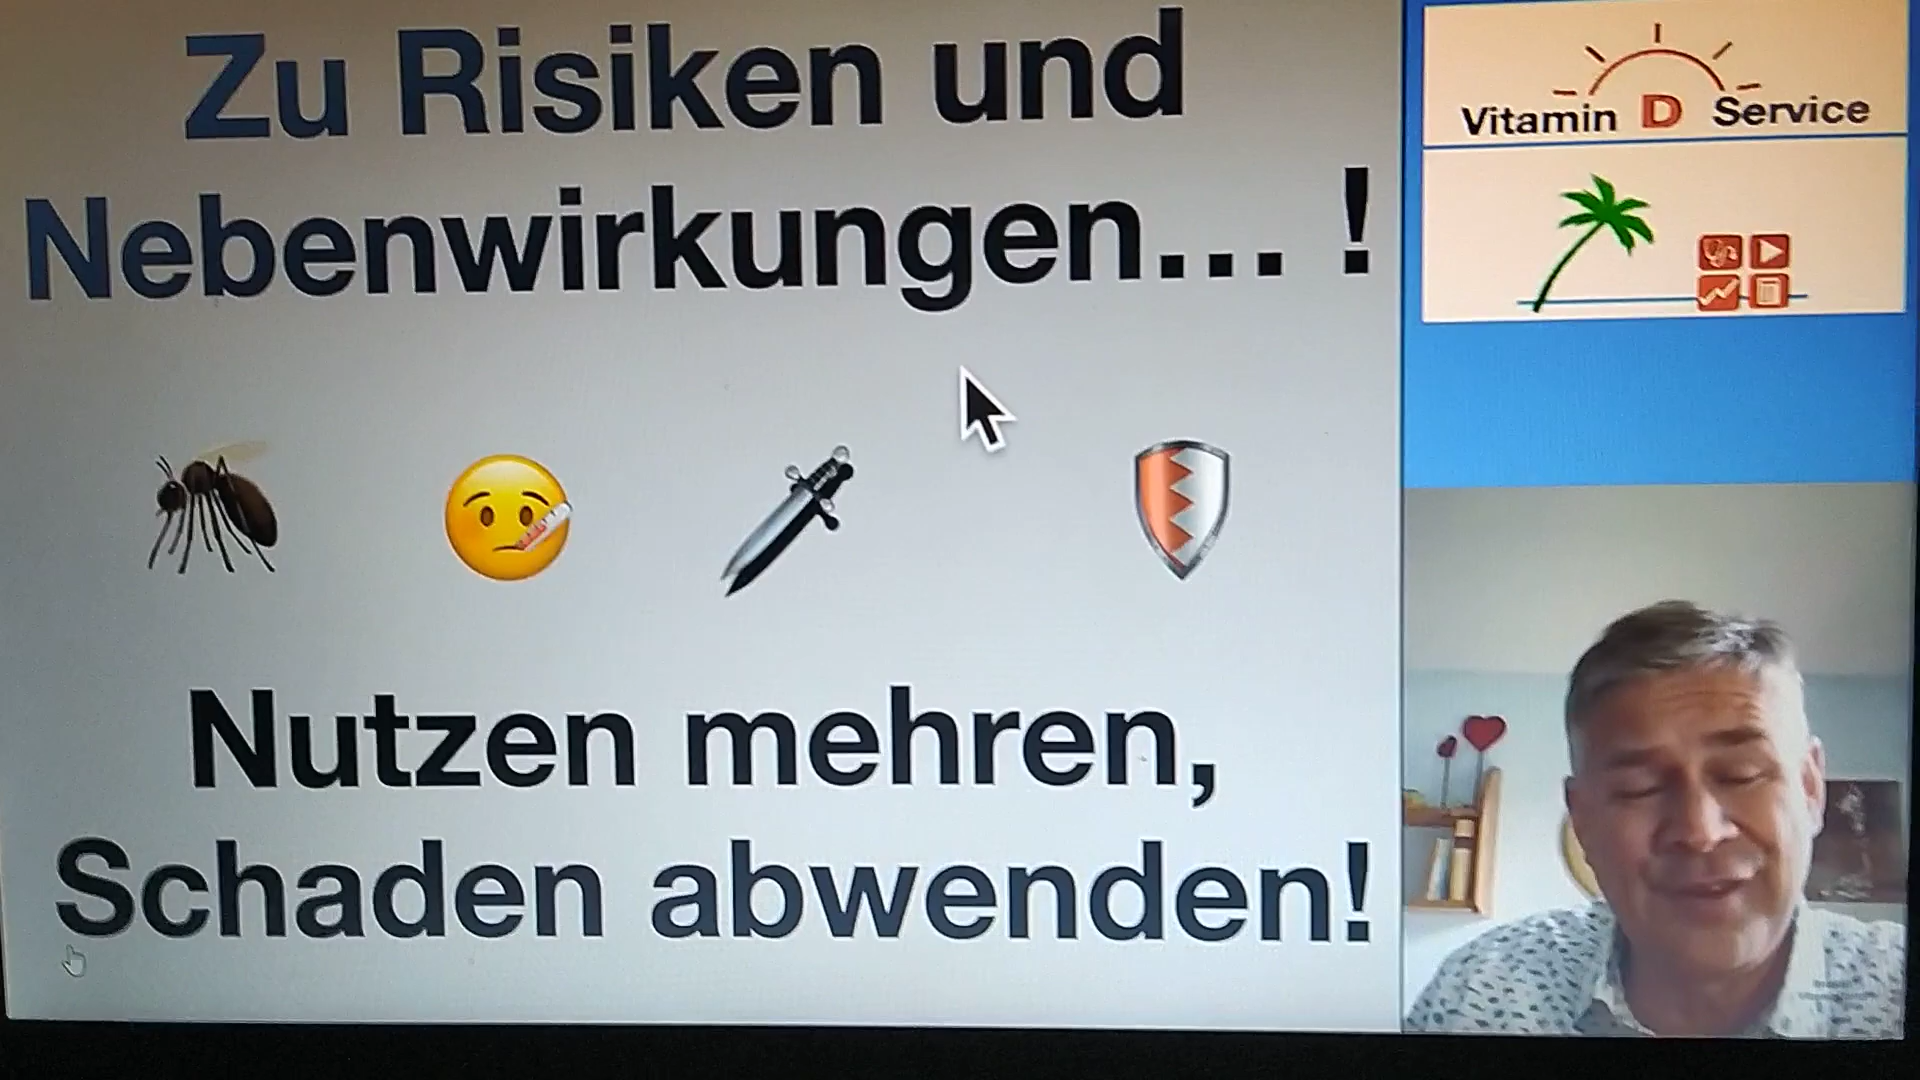 Zu Risiken und
Nebenwirkungen... !
Nutzen mehren,
Schaden abwenden!
Vitamin D Service